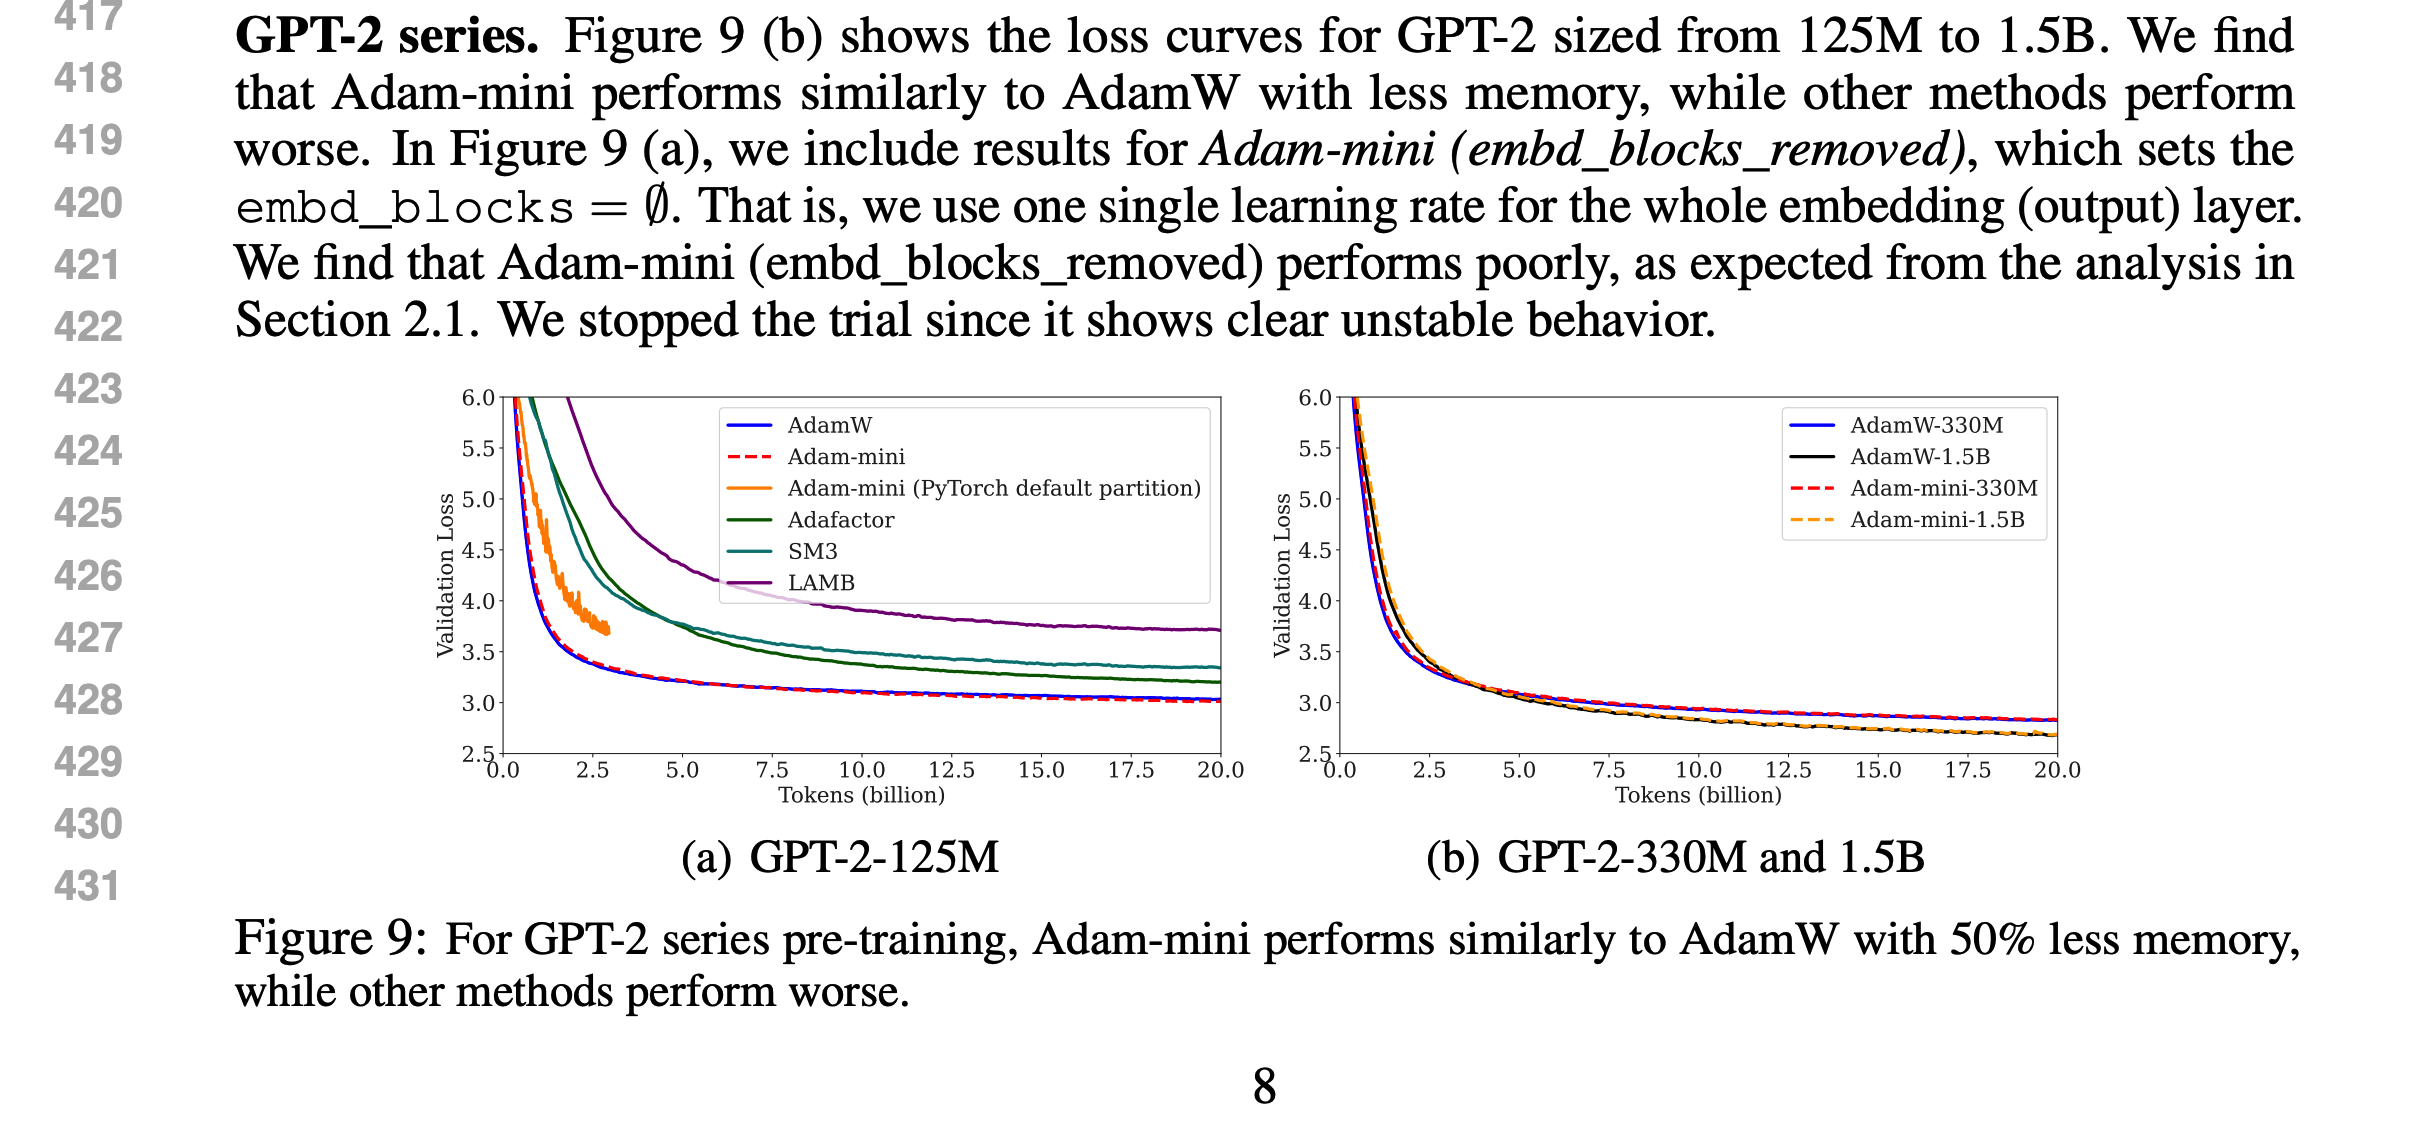 417 GPT-2 series. Figure 9 (b) shows the loss curves for GPT-2 sized from 125M to 1.5B. We find
418 that Adam-mini performs similarly to AdamW with less memory, while other methods perform
419 worse. In Figure 9 (a), we include results for Adam-mini (embd_blocks_removed), which sets the
420 embd_blocks = ∅. That is, we use one single learning rate for the whole embedding (output) layer.
421 We find that Adam-mini (embd_blocks_removed) performs poorly, as expected from the analysis in
422 Section 2.1. We stopped the trial since it shows clear unstable behavior.
423
424
425
426
427
428
429
430
431
Validation Loss
6.0
5.5
5.0
4.5
4.0
3.5
3.0
2.5
AdamW
Adam-mini
Adam-mini (PyTorch default partition)
Adafactor
SM3
LAMB
0.0 2.5 5.0 7.5 10.0 12.5 15.0 17.5 20.0
Tokens (billion)
(a) GPT-2-125M
Validation Loss
6.0
5.5
5.0
4.5
4.0
3.5
3.0
2.5
AdamW-330M
AdamW-1.5B
Adam-mini-330M
Adam-mini-1.5B
0.0 2.5 5.0 7.5 10.0 12.5 15.0 17.5 20.0
Tokens (billion)
(b) GPT-2-330M and 1.5B
Figure 9: For GPT-2 series pre-training, Adam-mini performs similarly to AdamW with 50% less memory,
while other methods perform worse.
8